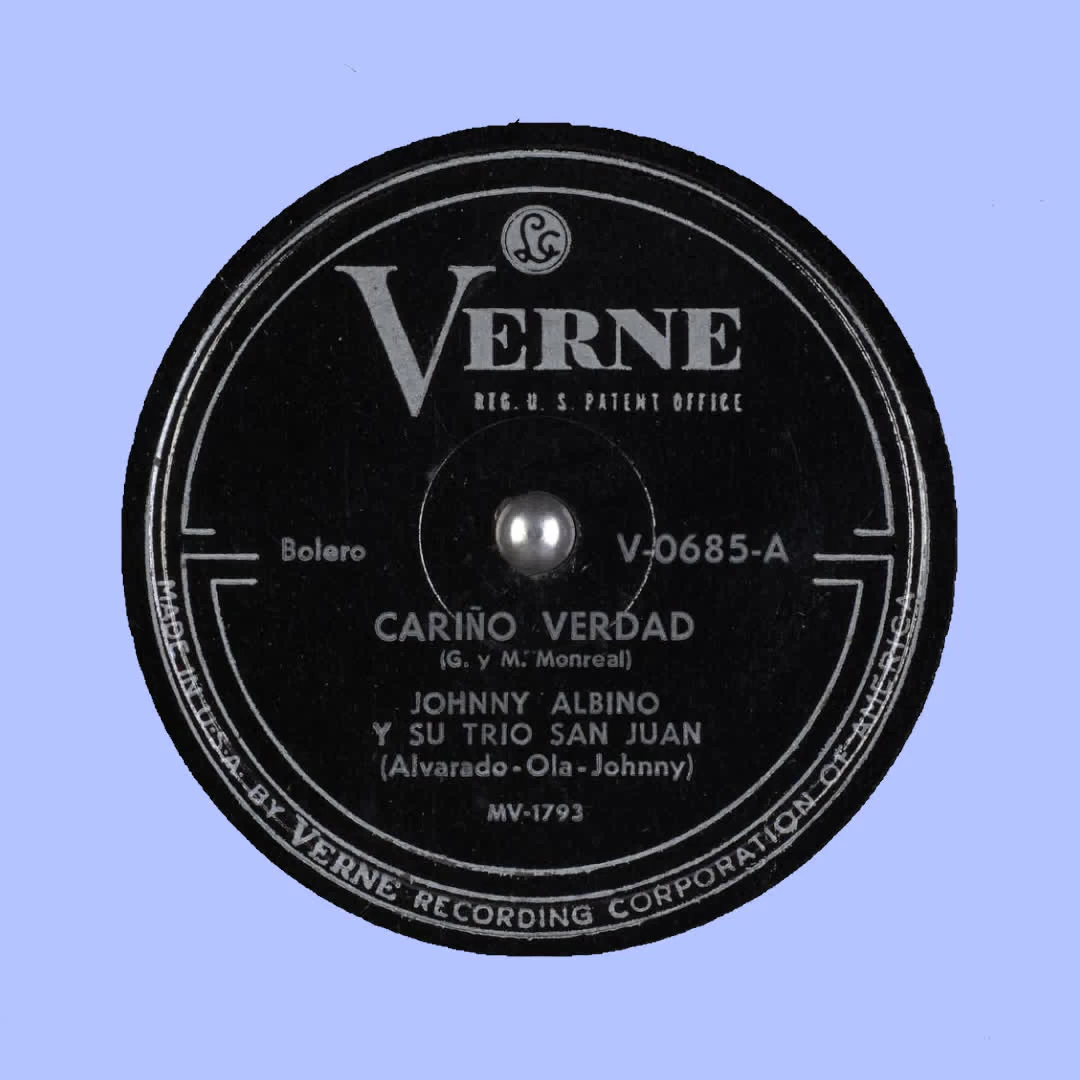 LG
VERNE
REG. U. S. PATENT OFFICE
Bolero
V-0685-A
CARIÑO VERDAD
(G. y M. Monreal)
JOHNNY ALBINO
Y SU TRIO SAN JUAN
(Alvarado-Ola-Johnny)
MV-1793
MADE IN U.S.A. BY VERNE RECORDING CORPORATION OF AMERICA